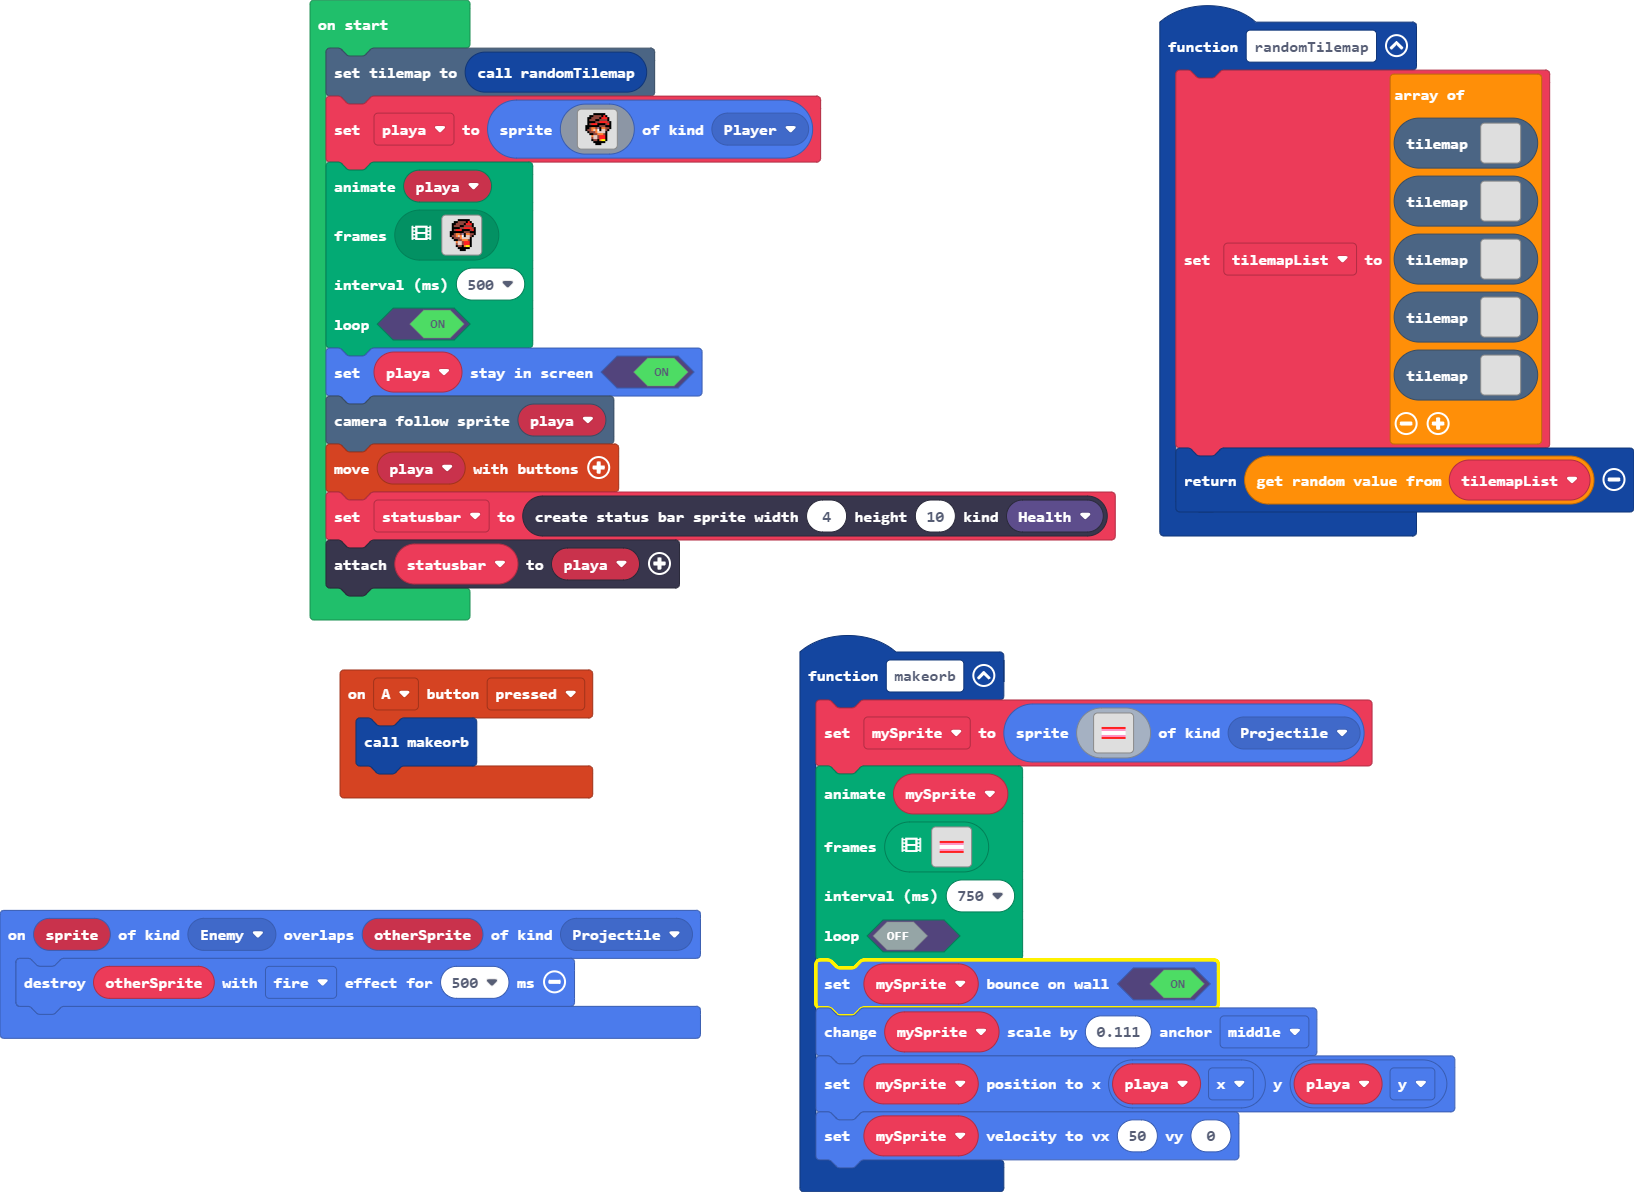 on start
set tilemap to call randomTilemap
set playa to sprite of kind Player
animate playa
frames
interval (ms) 500
loop ON
set playa stay in screen ON
camera follow sprite playa
move playa with buttons
set statusbar to create status bar sprite width 4 height 10 kind Health
attach statusbar to playa
function randomTilemap
array of
tilemap
tilemap
set tilemapList to tilemap
tilemap
tilemap
return get random value from tilemapList
on A button pressed
call makeorb
function makeorb
set mySprite to sprite of kind Projectile
animate mySprite
frames
interval (ms) 750
loop OFF
set mySprite bounce on wall ON
change mySprite scale by 0.111 anchor middle
set mySprite position to x playa x y playa y
set mySprite velocity to vx 50 vy 0
on sprite of kind Enemy overlaps otherSprite of kind Projectile
destroy otherSprite with fire effect for 500 ms